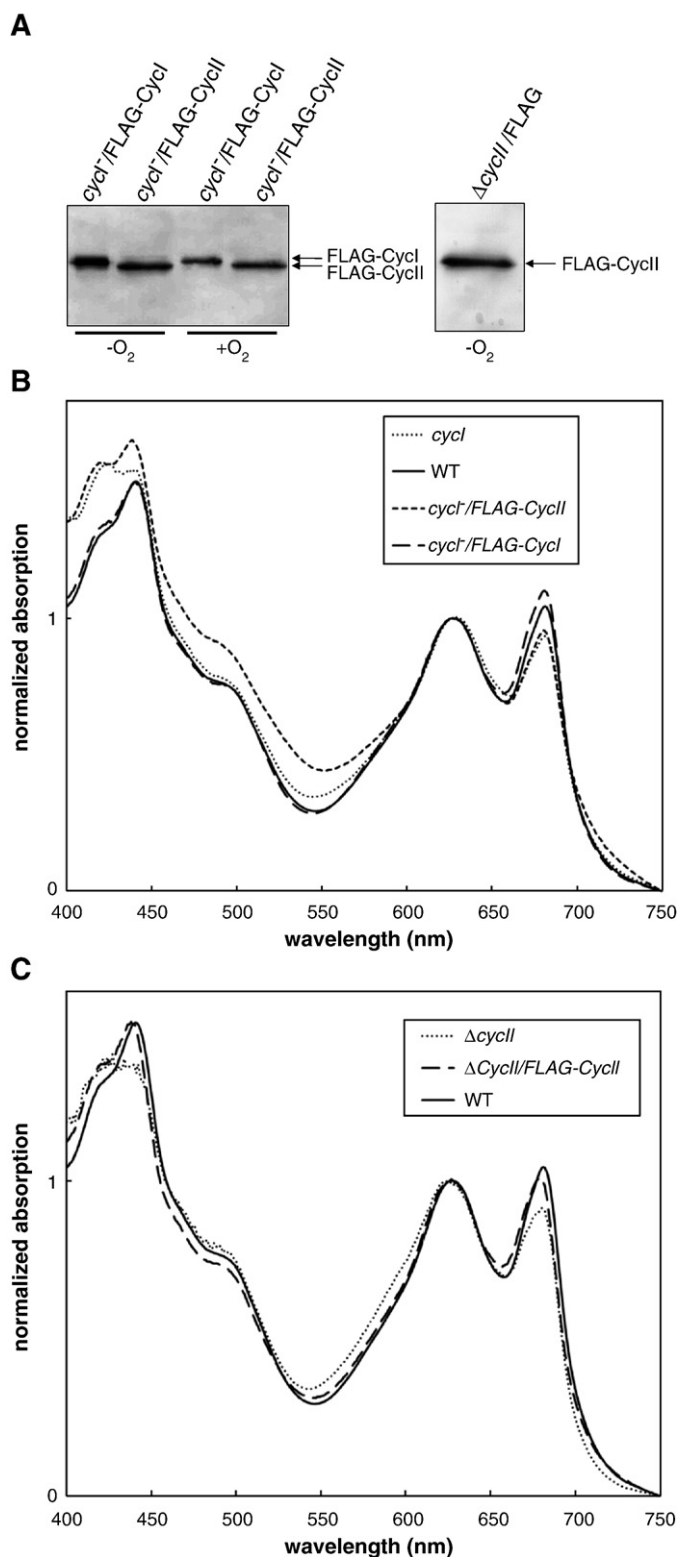 A
cycI⁻/FLAG-CycI
cycI⁻/FLAG-CycII
cycI⁻/FLAG-CycI
cycI⁻/FLAG-CycII
ΔcycII/FLAG
FLAG-CycI
FLAG-CycII
FLAG-CycII
-O₂
+O₂
-O₂
B
cycI
WT
cycI⁻/FLAG-CycII
cycI⁻/FLAG-CycI
normalized absorption
1
0
400 450 500 550 600 650 700 750
wavelength (nm)
C
ΔcycII
ΔCycII/FLAG-CycII
WT
normalized absorption
1
0
400 450 500 550 600 650 700 750
wavelength (nm)